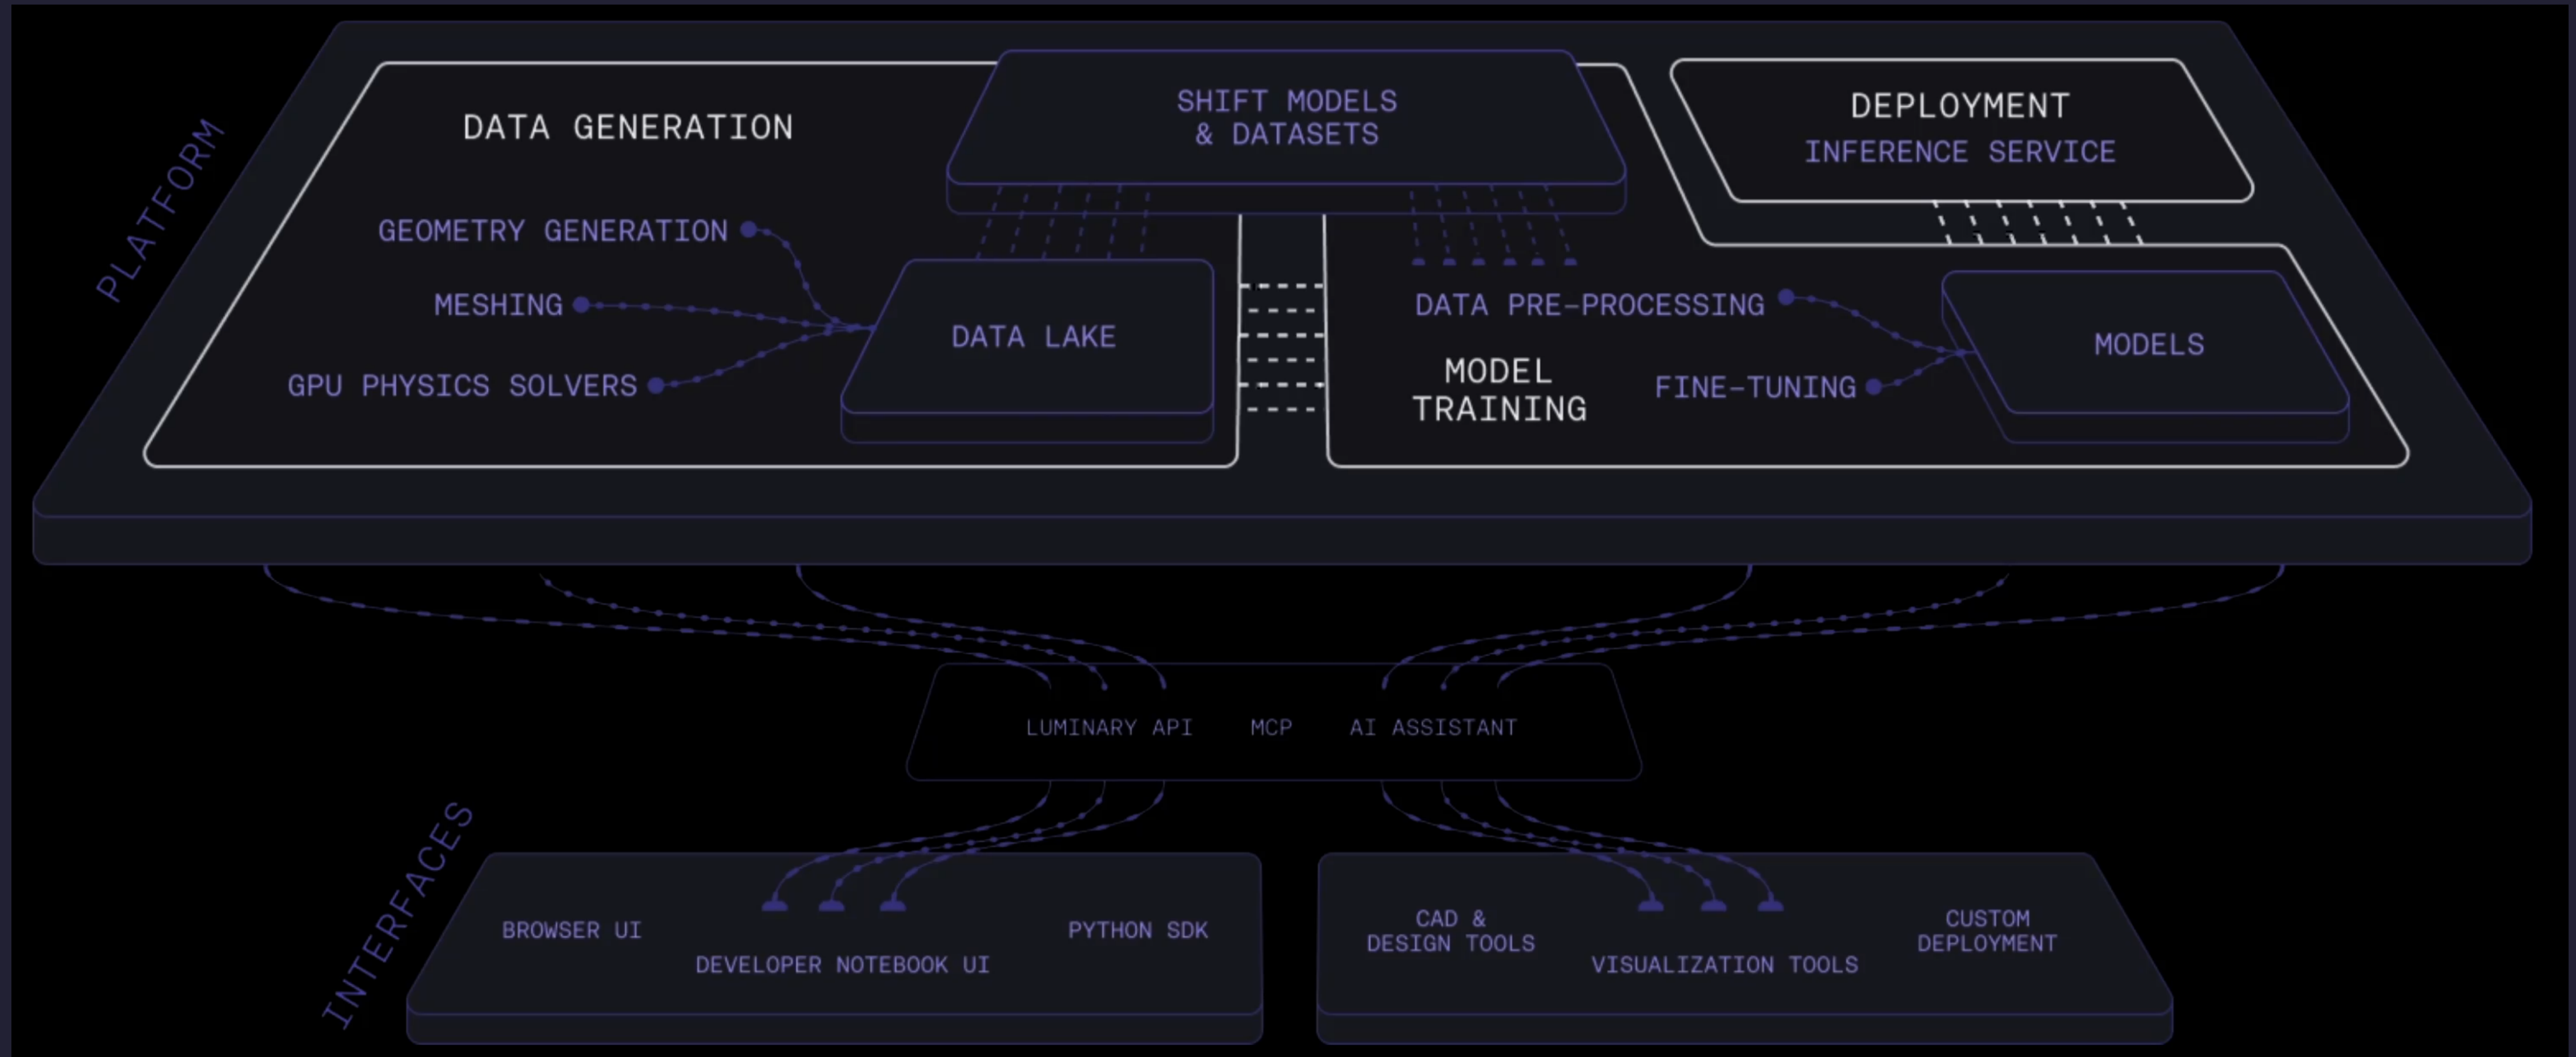 PLATFORM
DATA GENERATION
GEOMETRY GENERATION
MESHING
GPU PHYSICS SOLVERS
DATA LAKE
SHIFT MODELS
& DATASETS
DEPLOYMENT
INFERENCE SERVICE
DATA PRE-PROCESSING
MODEL
TRAINING
FINE-TUNING
MODELS
LUMINARY API
MCP
AI ASSISTANT
INTERFACES
BROWSER UI
DEVELOPER NOTEBOOK UI
PYTHON SDK
CAD &
DESIGN TOOLS
VISUALIZATION TOOLS
CUSTOM
DEPLOYMENT